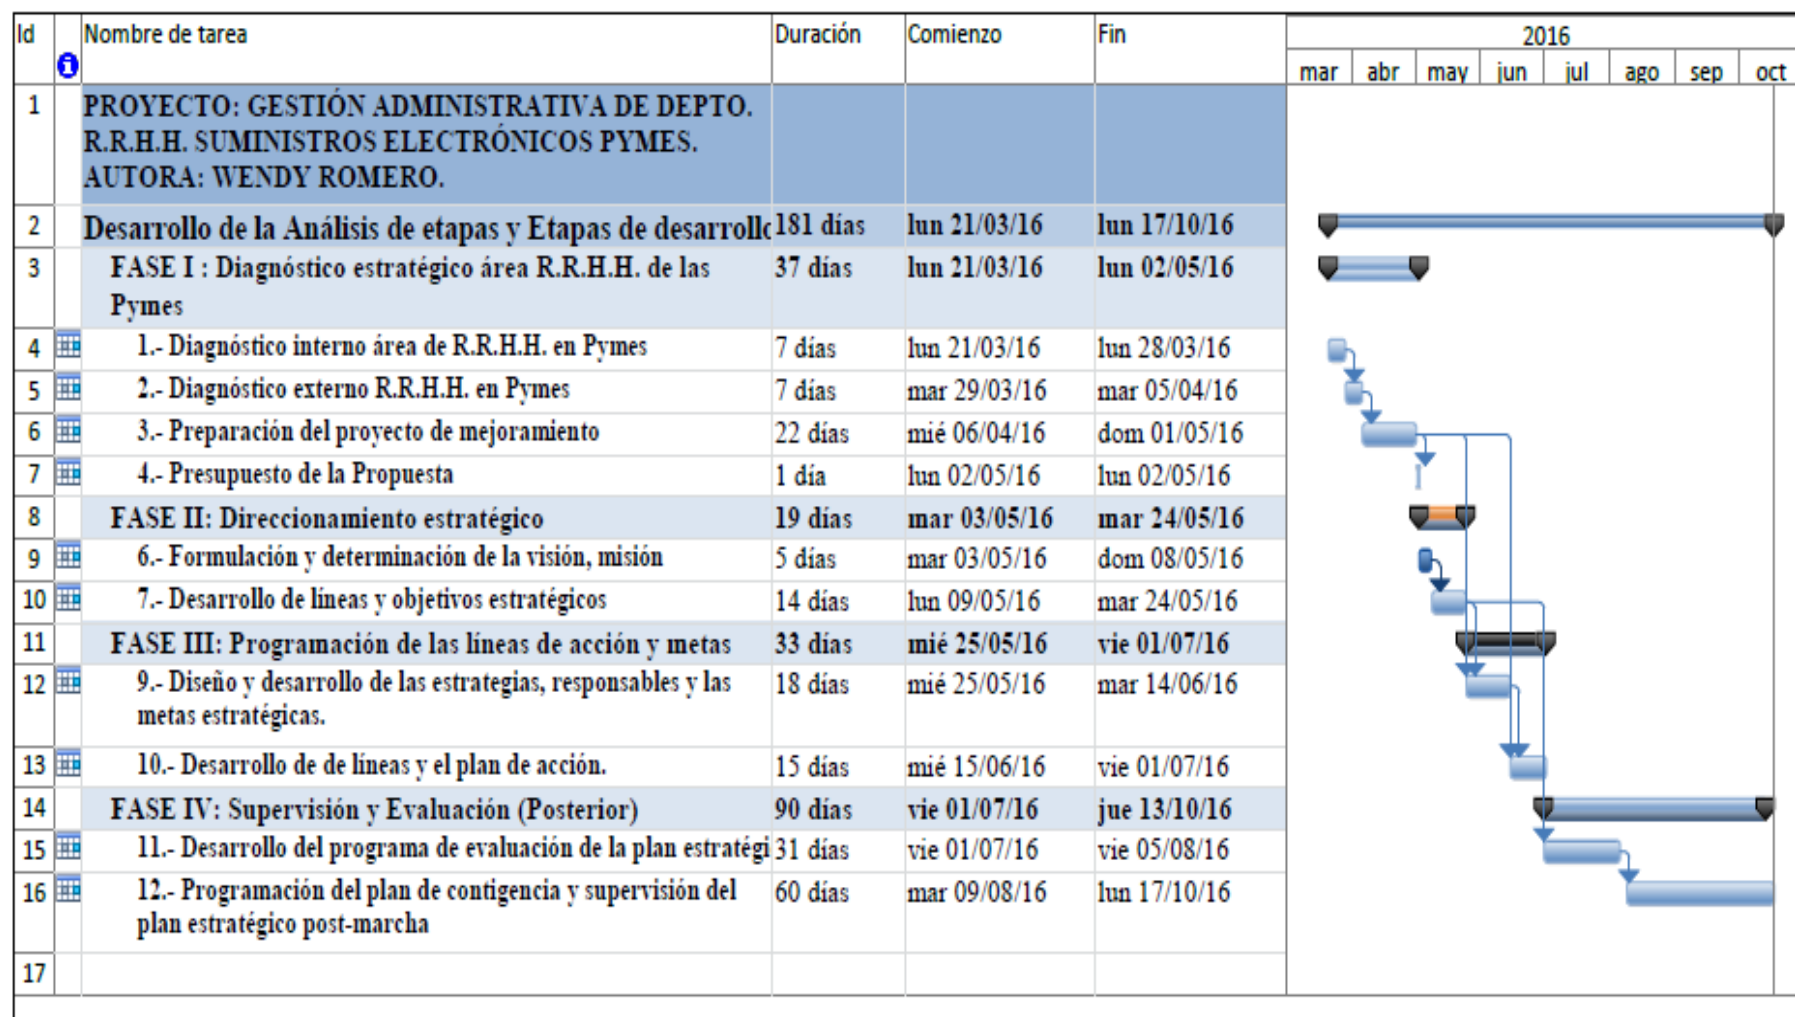 Id Nombre de tarea Duración Comienzo Fin 2016
mar abr may jun jul ago sep oct
1 PROYECTO: GESTIÓN ADMINISTRATIVA DE DEPTO.
R.R.H.H. SUMINISTROS ELECTRÓNICOS PYMES.
AUTORA: WENDY ROMERO.
2 Desarrollo de la Análisis de etapas y Etapas de desarrollo 181 días lun 21/03/16 lun 17/10/16
3 FASE I : Diagnóstico estratégico área R.R.H.H. de las 37 días lun 21/03/16 lun 02/05/16
Pymes
4 1.- Diagnóstico interno área de R.R.H.H. en Pymes 7 días lun 21/03/16 lun 28/03/16
5 2.- Diagnóstico externo R.R.H.H. en Pymes 7 días mar 29/03/16 mar 05/04/16
6 3.- Preparación del proyecto de mejoramiento 22 días mié 06/04/16 dom 01/05/16
7 4.- Presupuesto de la Propuesta 1 día lun 02/05/16 lun 02/05/16
8 FASE II: Direccionamiento estratégico 19 días mar 03/05/16 mar 24/05/16
9 6.- Formulación y determinación de la visión, misión 5 días mar 03/05/16 dom 08/05/16
10 7.- Desarrollo de líneas y objetivos estratégicos 14 días lun 09/05/16 mar 24/05/16
11 FASE III: Programación de las líneas de acción y metas 33 días mié 25/05/16 vie 01/07/16
12 9.- Diseño y desarrollo de las estrategias, responsables y las 18 días mié 25/05/16 mar 14/06/16
metas estratégicas.
13 10.- Desarrollo de de líneas y el plan de acción. 15 días mié 15/06/16 vie 01/07/16
14 FASE IV: Supervisión y Evaluación (Posterior) 90 días vie 01/07/16 jue 13/10/16
15 11.- Desarrollo del programa de evaluación de la plan estratégi 31 días vie 01/07/16 vie 05/08/16
16 12.- Programación del plan de contigencia y supervisión del 60 días mar 09/08/16 lun 17/10/16
plan estratégico post-marcha
17